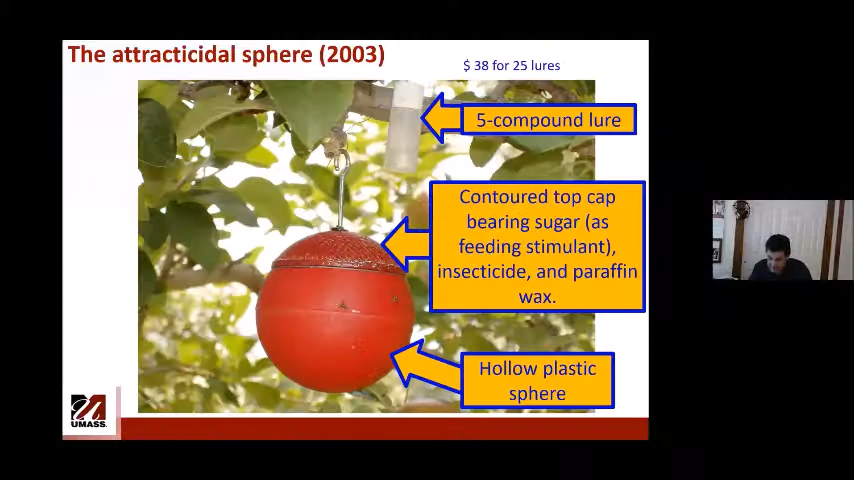 The attracticidal sphere (2003)
$ 38 for 25 lures
5-compound lure
Contoured top cap
bearing sugar (as
feeding stimulant),
insecticide, and paraffin
wax.
Hollow plastic
sphere
UMASS.